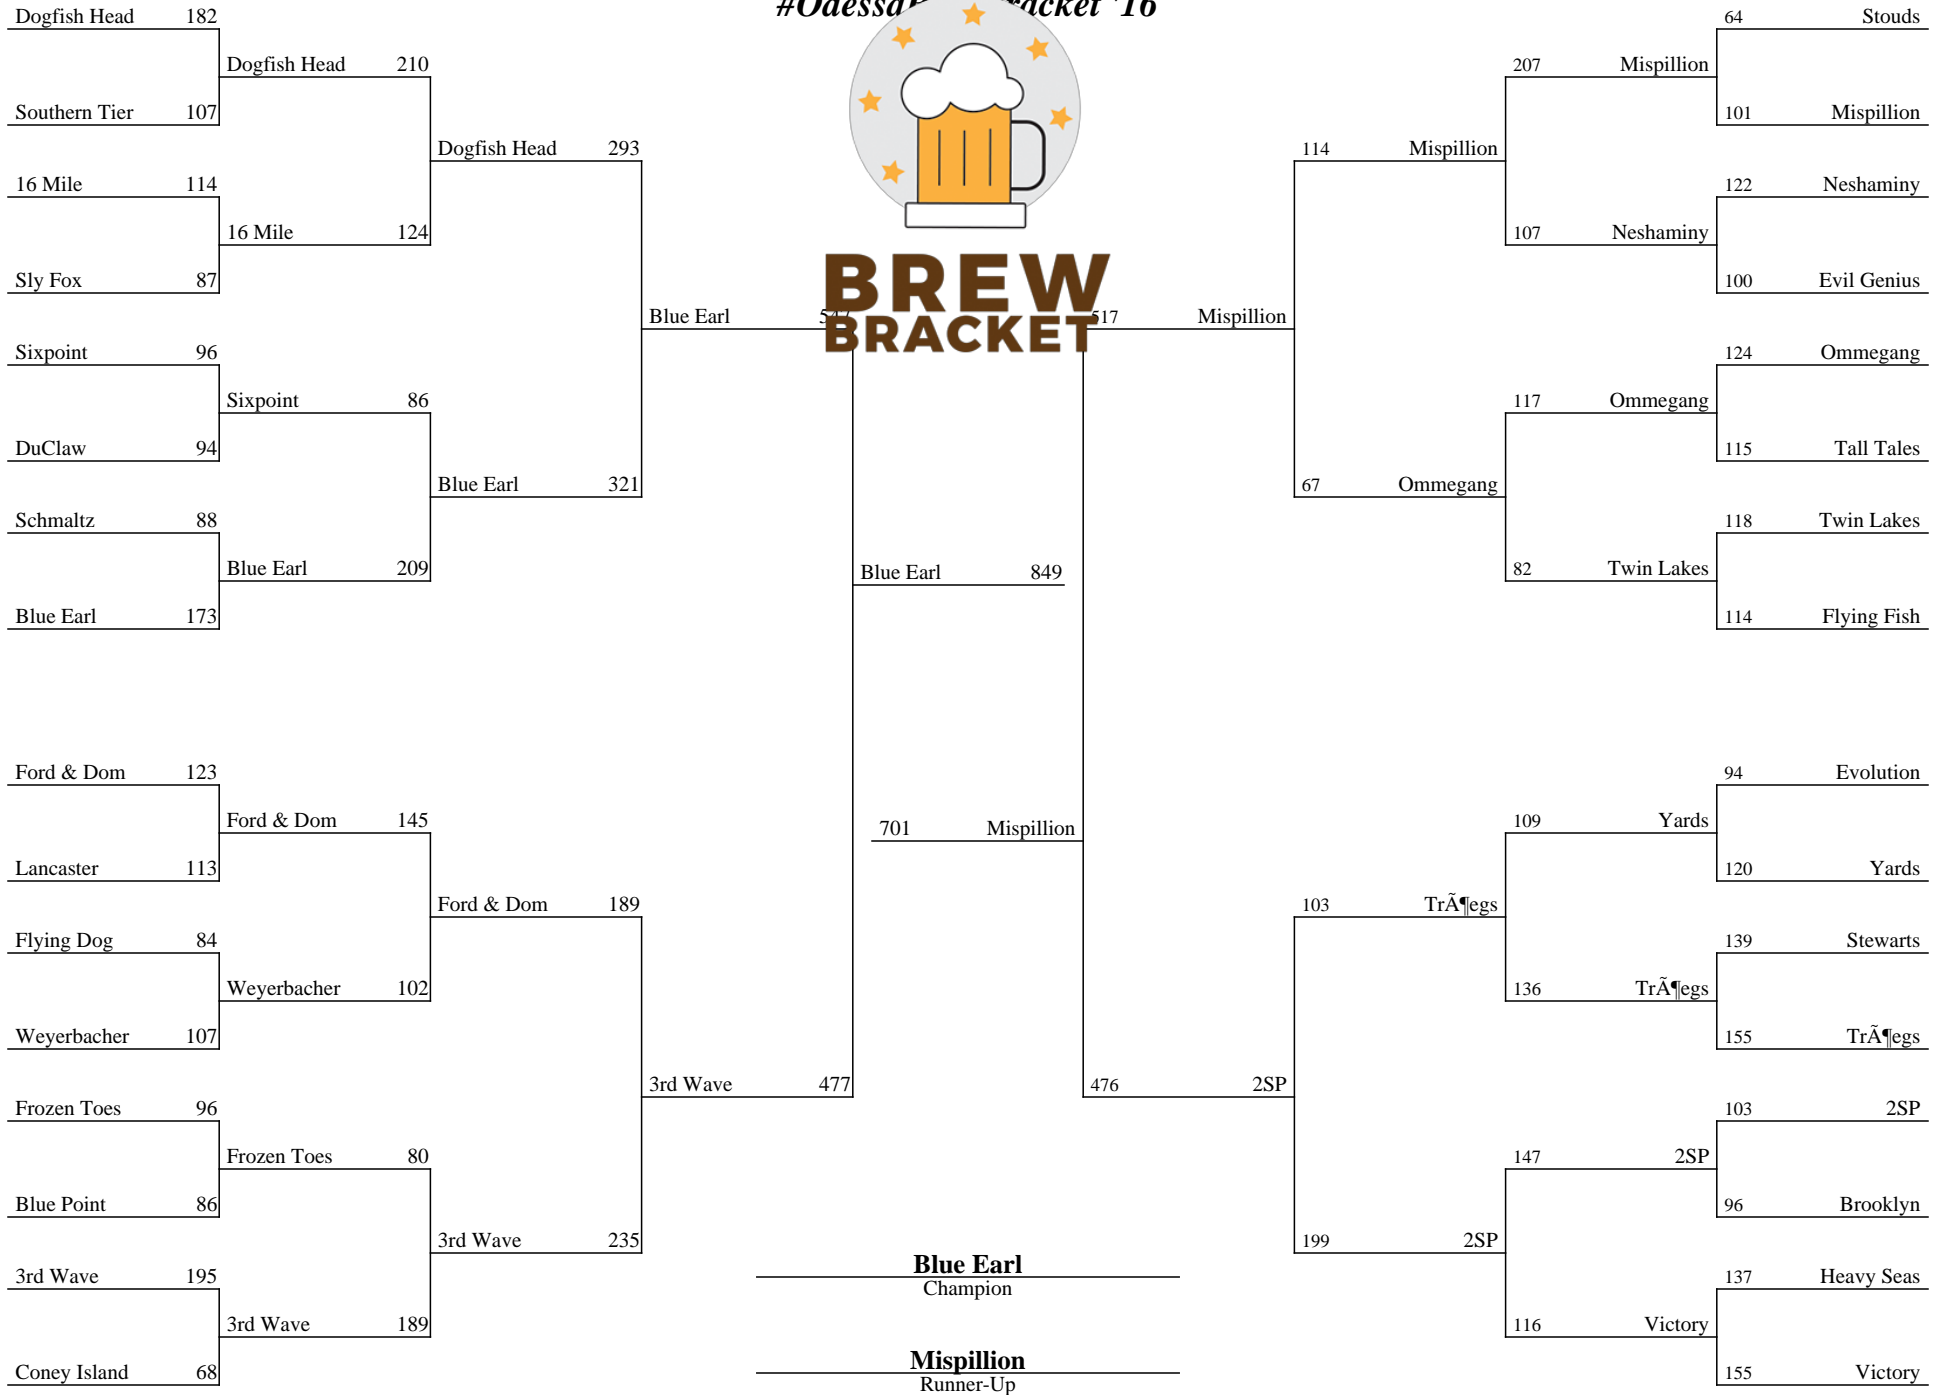 #Odessa
racket '16
BREW
BRACKET
Dogfish Head 182
Southern Tier 107
16 Mile 114
Sly Fox 87
Sixpoint 96
DuClaw 94
Schmaltz 88
Blue Earl 173
Ford & Dom 123
Lancaster 113
Flying Dog 84
Weyerbacher 107
Frozen Toes 96
Blue Point 86
3rd Wave 195
Coney Island 68
Dogfish Head 210
16 Mile 124
Sixpoint 86
Blue Earl 209
Ford & Dom 145
Weyerbacher 102
Frozen Toes 80
3rd Wave 189
Dogfish Head 293
Blue Earl 321
Ford & Dom 189
3rd Wave 235
Blue Earl
3rd Wave 477
Blue Earl 849
701 Mispillion
Blue Earl
Champion
Mispillion
Runner-Up
517 Mispillion
476 2SP
114 Mispillion
67 Ommegang
103 TrÃ¶egs
199 2SP
207 Mispillion
107 Neshaminy
117 Ommegang
82 Twin Lakes
109 Yards
136 TrÃ¶egs
147 2SP
116 Victory
64 Stouds
101 Mispillion
122 Neshaminy
100 Evil Genius
124 Ommegang
115 Tall Tales
118 Twin Lakes
114 Flying Fish
94 Evolution
120 Yards
139 Stewarts
155 TrÃ¶egs
103 2SP
96 Brooklyn
137 Heavy Seas
155 Victory